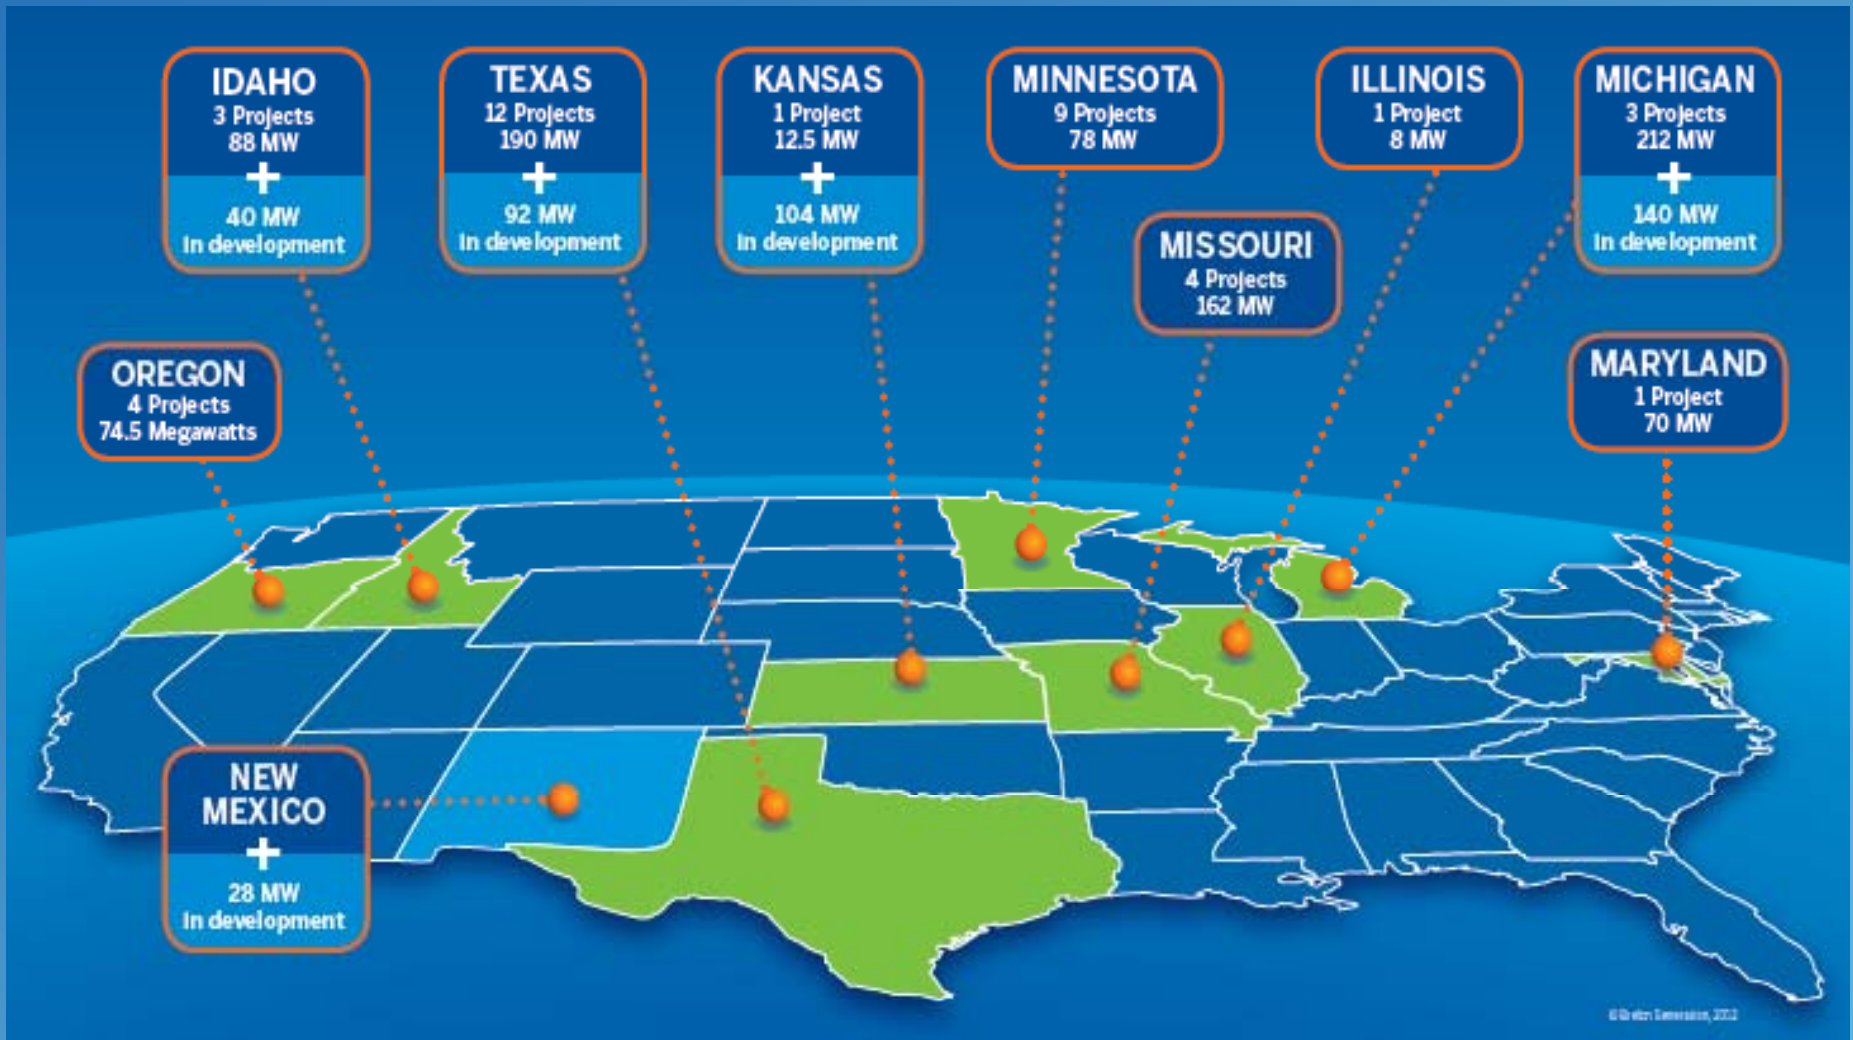 IDAHO
3 Projects
88 MW
+
40 MW
In development
TEXAS
12 Projects
190 MW
+
92 MW
In development
KANSAS
1 Project
12.5 MW
+
104 MW
In development
MINNESOTA
9 Projects
78 MW
ILLINOIS
1 Project
8 MW
MICHIGAN
3 Projects
212 MW
+
140 MW
In development
MISSOURI
4 Projects
162 MW
OREGON
4 Projects
74.5 Megawatts
MARYLAND
1 Project
70 MW
NEW
MEXICO
+
28 MW
In development
© Exelon Generation, 2012